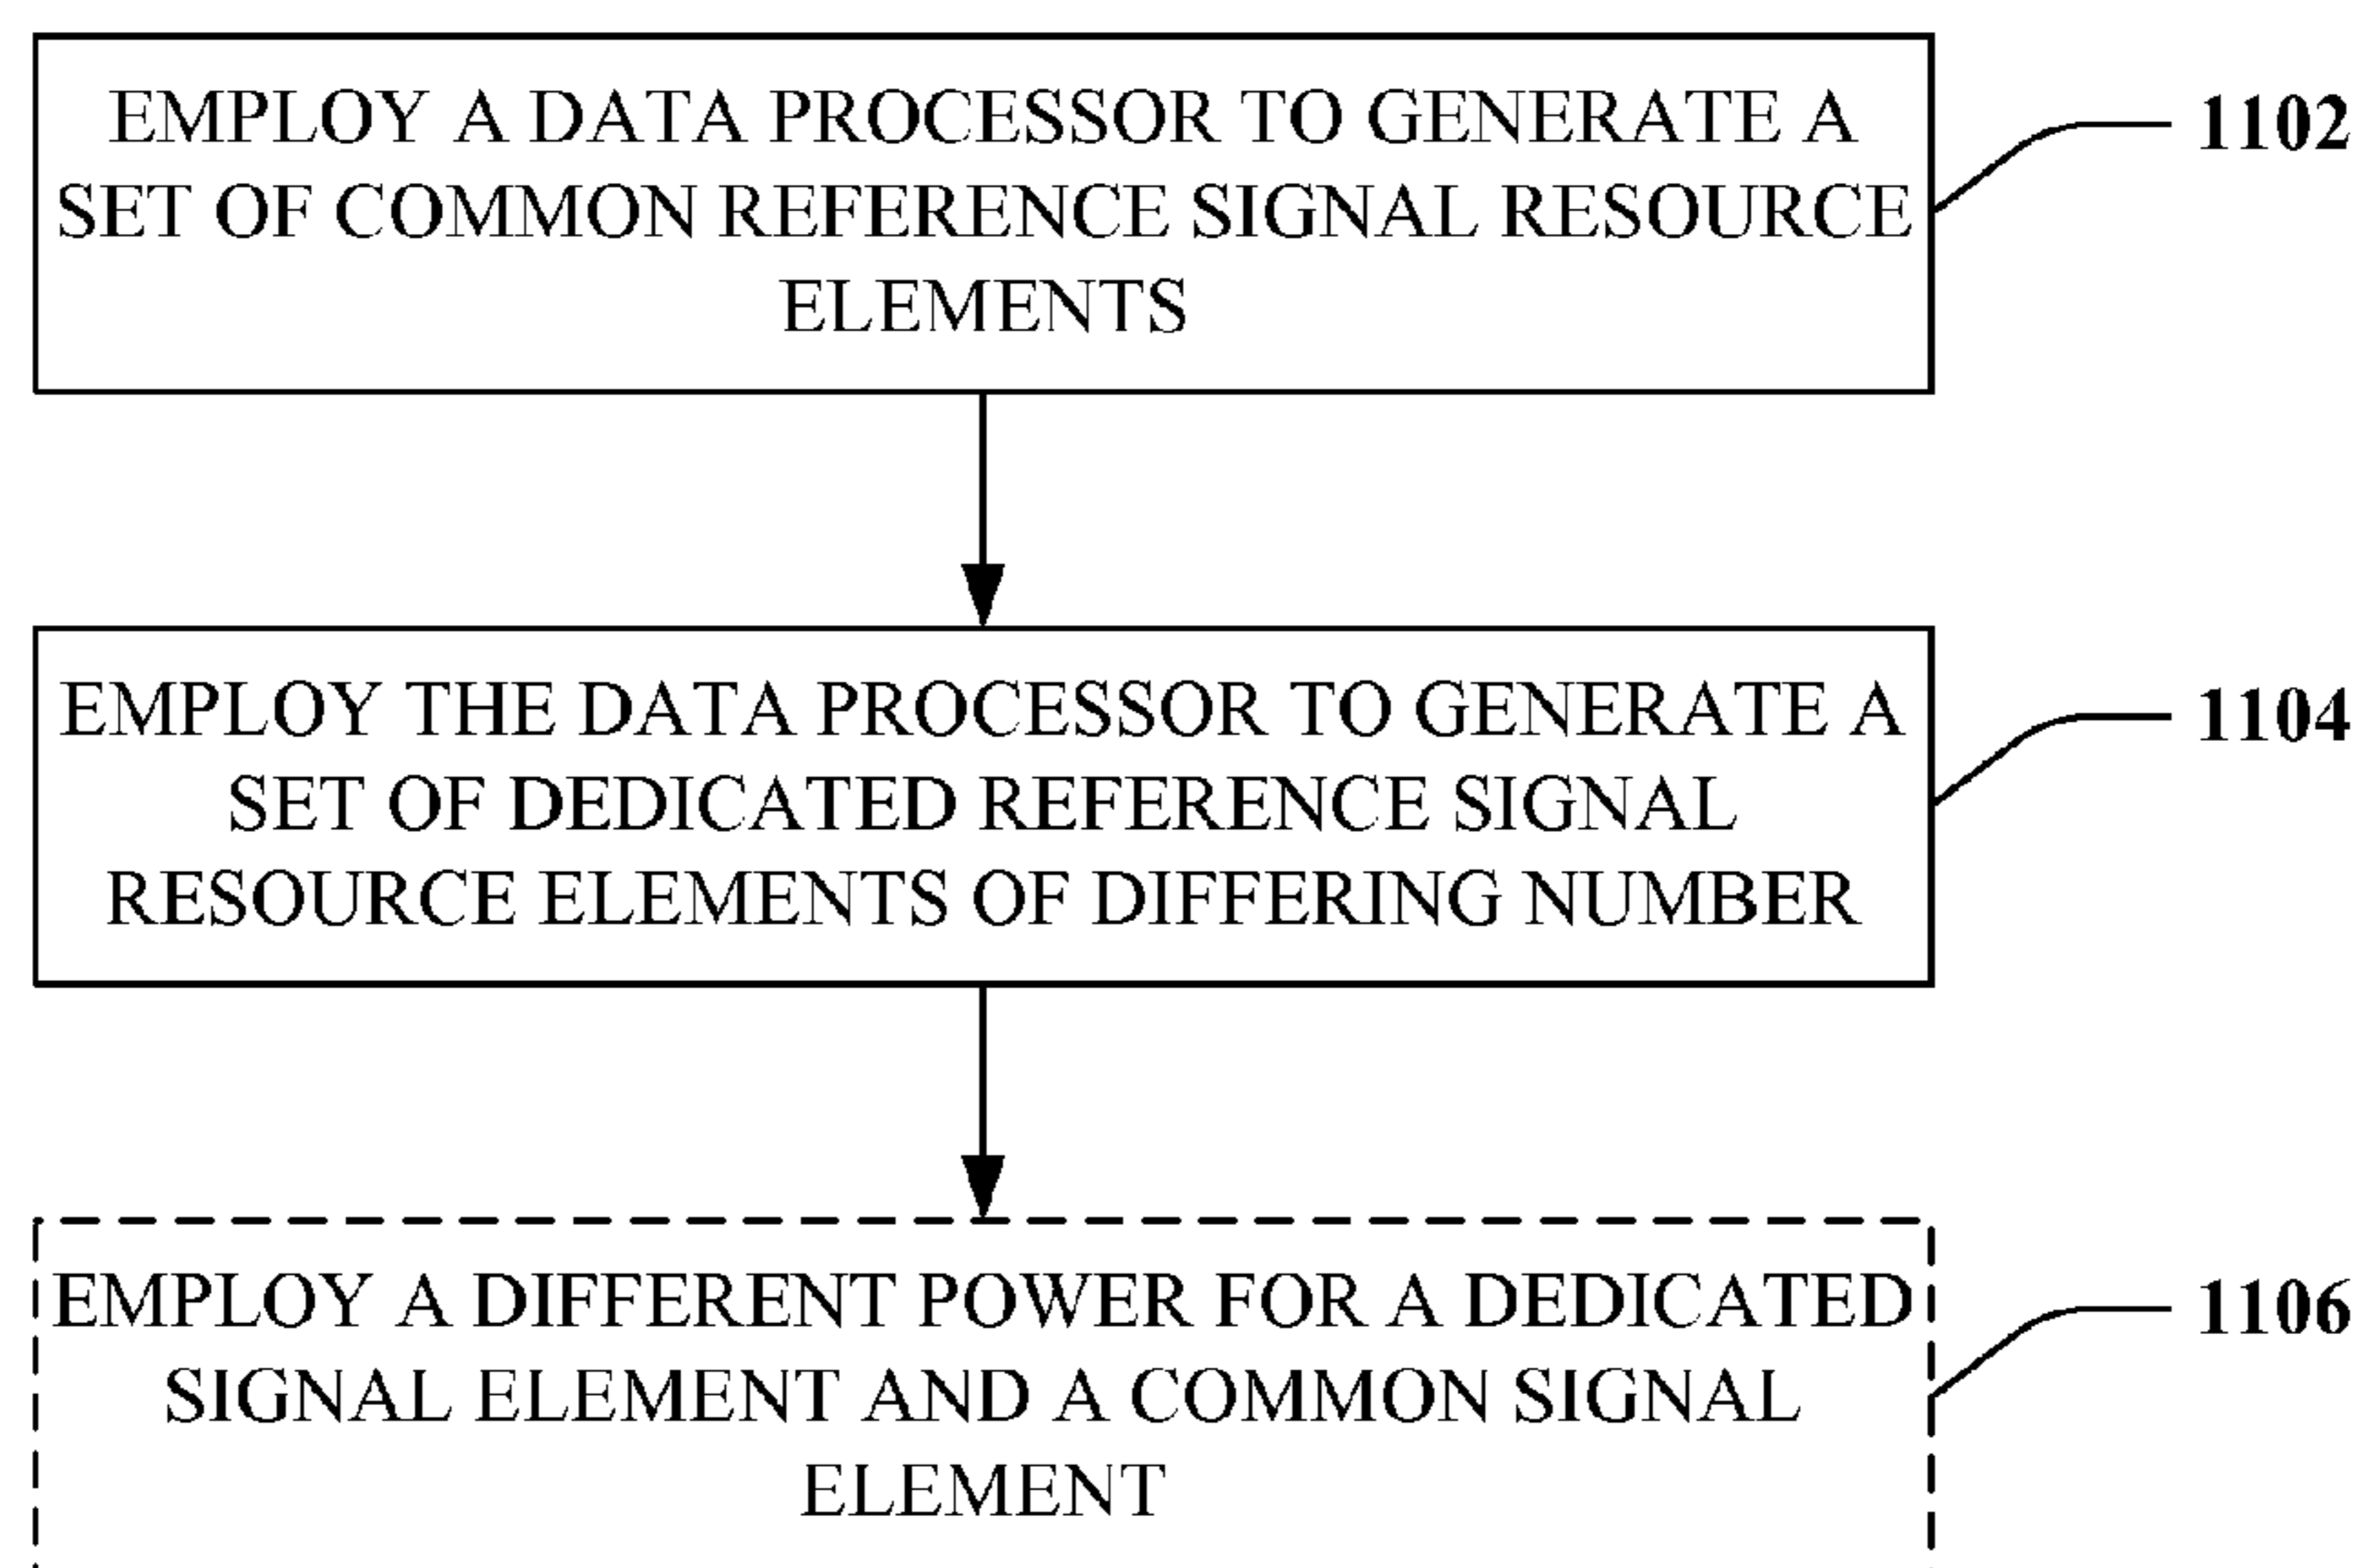 EMPLOY A DATA PROCESSOR TO GENERATE A
SET OF COMMON REFERENCE SIGNAL RESOURCE
ELEMENTS
1102
EMPLOY THE DATA PROCESSOR TO GENERATE A
SET OF DEDICATED REFERENCE SIGNAL
RESOURCE ELEMENTS OF DIFFERING NUMBER
1104
EMPLOY A DIFFERENT POWER FOR A DEDICATED
SIGNAL ELEMENT AND A COMMON SIGNAL
ELEMENT
1106